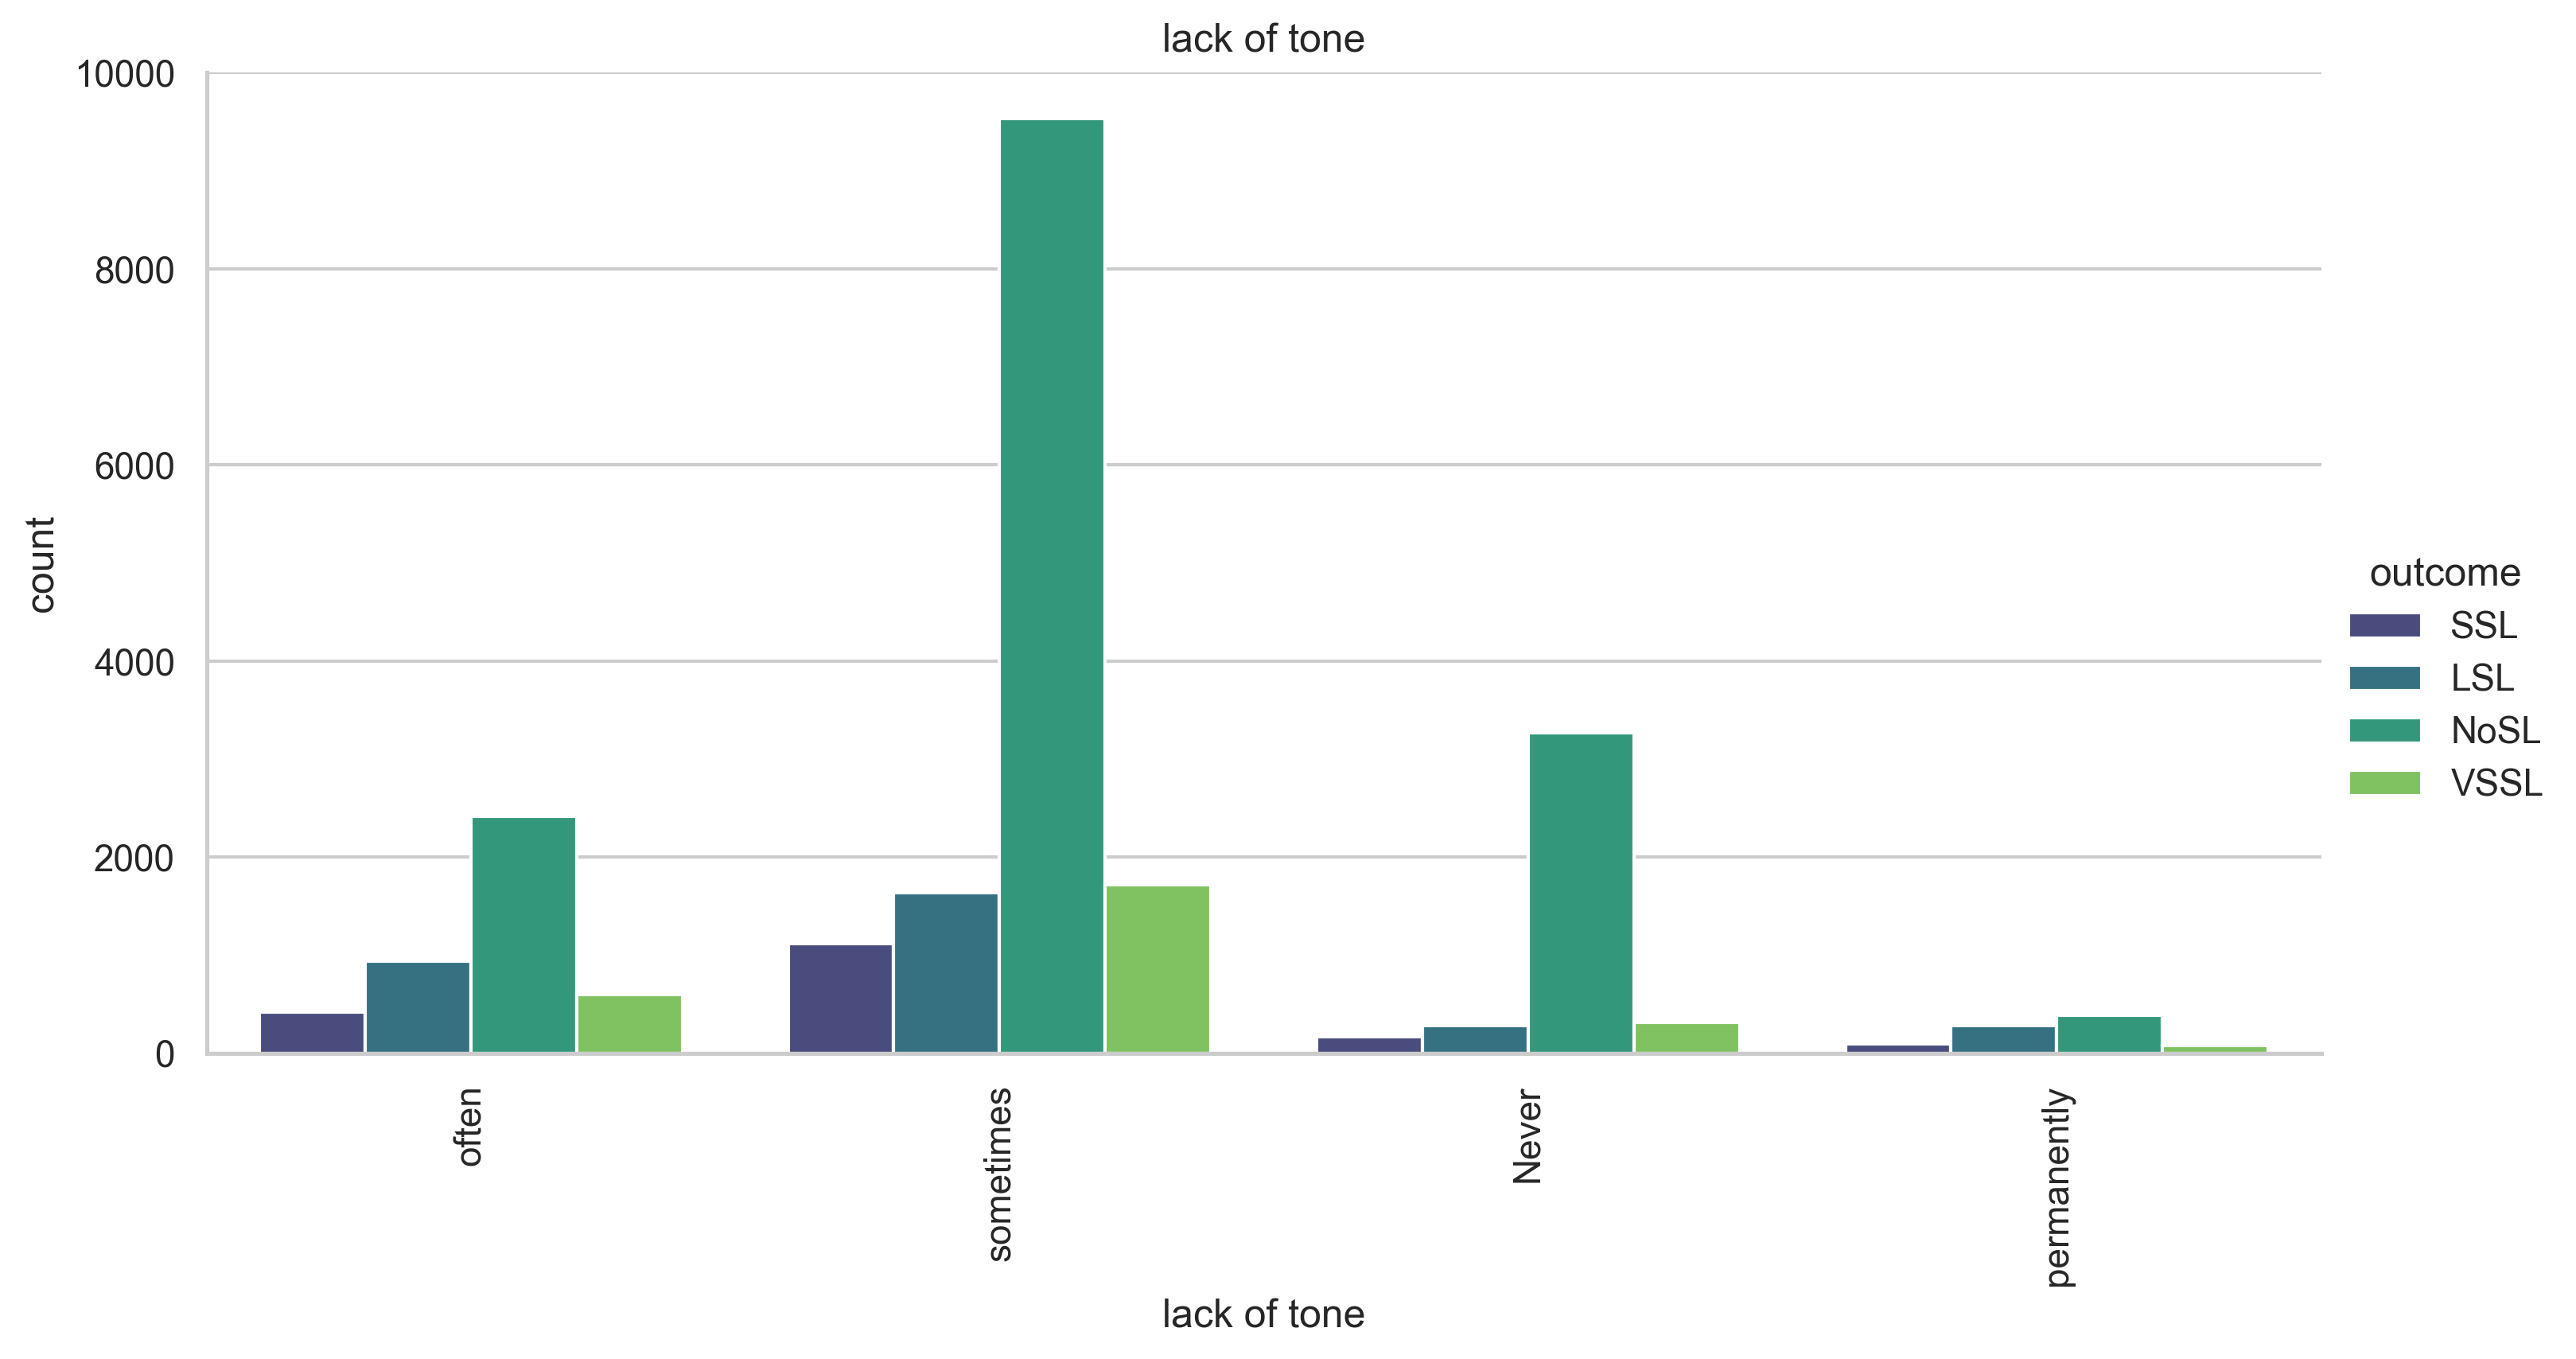 lack of tone
10000
8000
6000
4000
2000
0
count
often
sometimes
Never
permanently
lack of tone
outcome
SSL
LSL
NoSL
VSSL